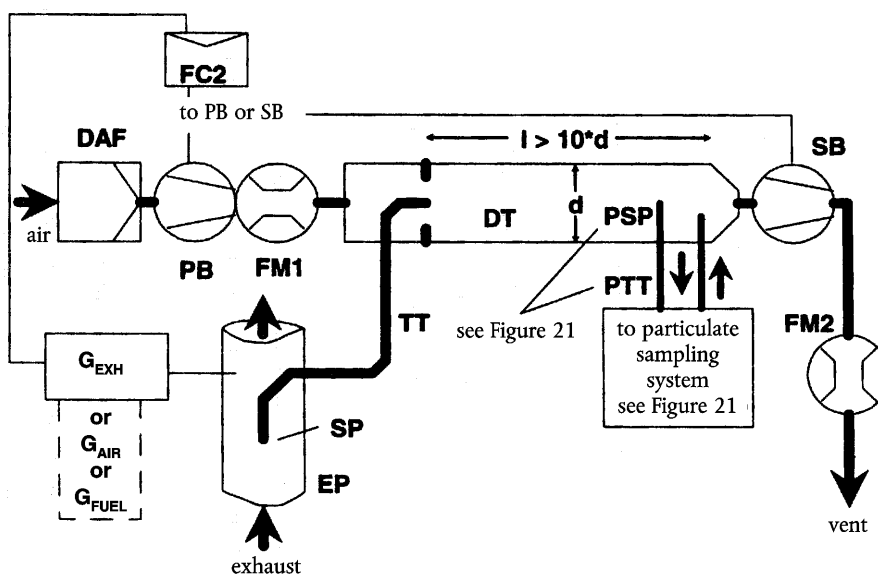 FC2
to PB or SB
DAF
l > 10*d
SB
air
d
DT
PSP
PB
FM1
PTT
TT
see Figure 21
to particulate
sampling
system
see Figure 21
FM2
GEXH
or
GAIR
or
GFUEL
SP
EP
vent
exhaust